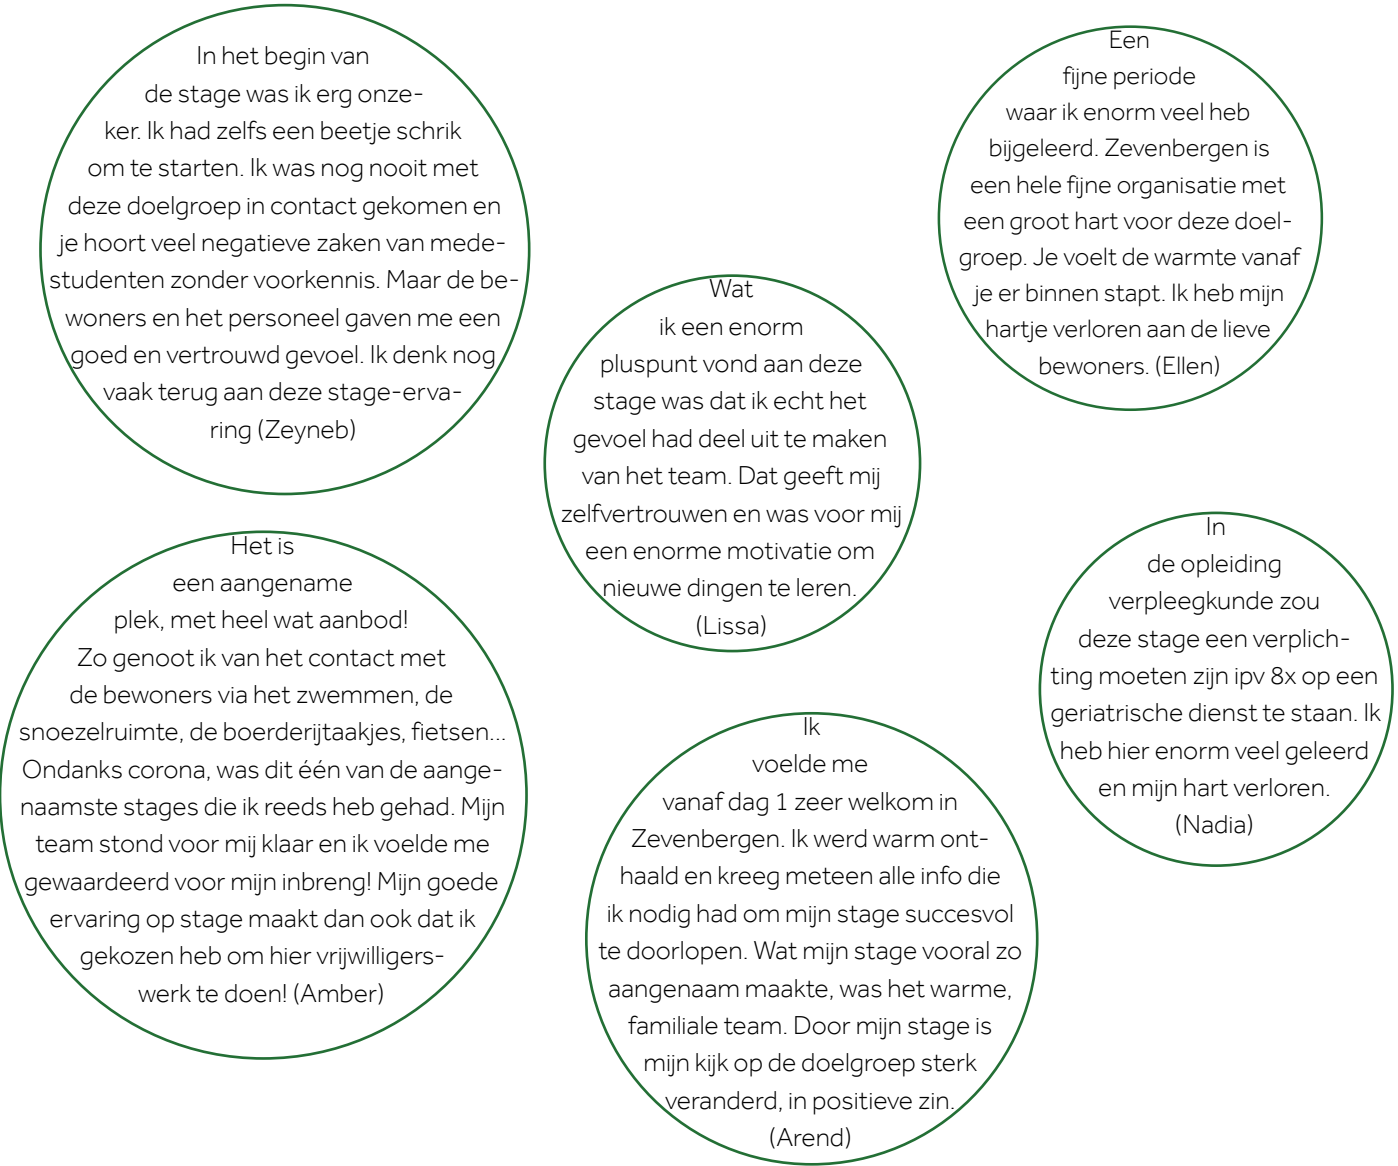 In het begin van
de stage was ik erg onze-
ker. Ik had zelfs een beetje schrik
om te starten. Ik was nog nooit met
deze doelgroep in contact gekomen en
je hoort veel negatieve zaken van mede-
studenten zonder voorkennis. Maar de be-
woners en het personeel gaven me een
goed en vertrouwd gevoel. Ik denk nog
vaak terug aan deze stage-erva-
ring (Zeyneb)
Een
fijne periode
waar ik enorm veel heb
bijgeleerd. Zevenbergen is
een hele fijne organisatie met
een groot hart voor deze doel-
groep. Je voelt de warmte vanaf
je er binnen stapt. Ik heb mijn
hartje verloren aan de lieve
bewoners. (Ellen)
Wat
ik een enorm
pluspunt vond aan deze
stage was dat ik echt het
gevoel had deel uit te maken
van het team. Dat geeft mij
zelfvertrouwen en was voor mij
een enorme motivatie om
nieuwe dingen te leren.
(Lissa)
Het is
een aangename
plek, met heel wat aanbod!
Zo genoot ik van het contact met
de bewoners via het zwemmen, de
snoezelruimte, de boerderijtaakjes, fietsen...
Ondanks corona, was dit één van de aange-
naamste stages die ik reeds heb gehad. Mijn
team stond voor mij klaar en ik voelde me
gewaardeerd voor mijn inbreng! Mijn goede
ervaring op stage maakt dan ook dat ik
gekozen heb om hier vrijwilligers-
werk te doen! (Amber)
In
de opleiding
verpleegkunde zou
deze stage een verplich-
ting moeten zijn ipv 8x op een
geriatrische dienst te staan. Ik
heb hier enorm veel geleerd
en mijn hart verloren.
(Nadia)
Ik
voelde me
vanaf dag 1 zeer welkom in
Zevenbergen. Ik werd warm ont-
haald en kreeg meteen alle info die
ik nodig had om mijn stage succesvol
te doorlopen. Wat mijn stage vooral zo
aangenaam maakte, was het warme,
familiale team. Door mijn stage is
mijn kijk op de doelgroep sterk
veranderd, in positieve zin.
(Arend)